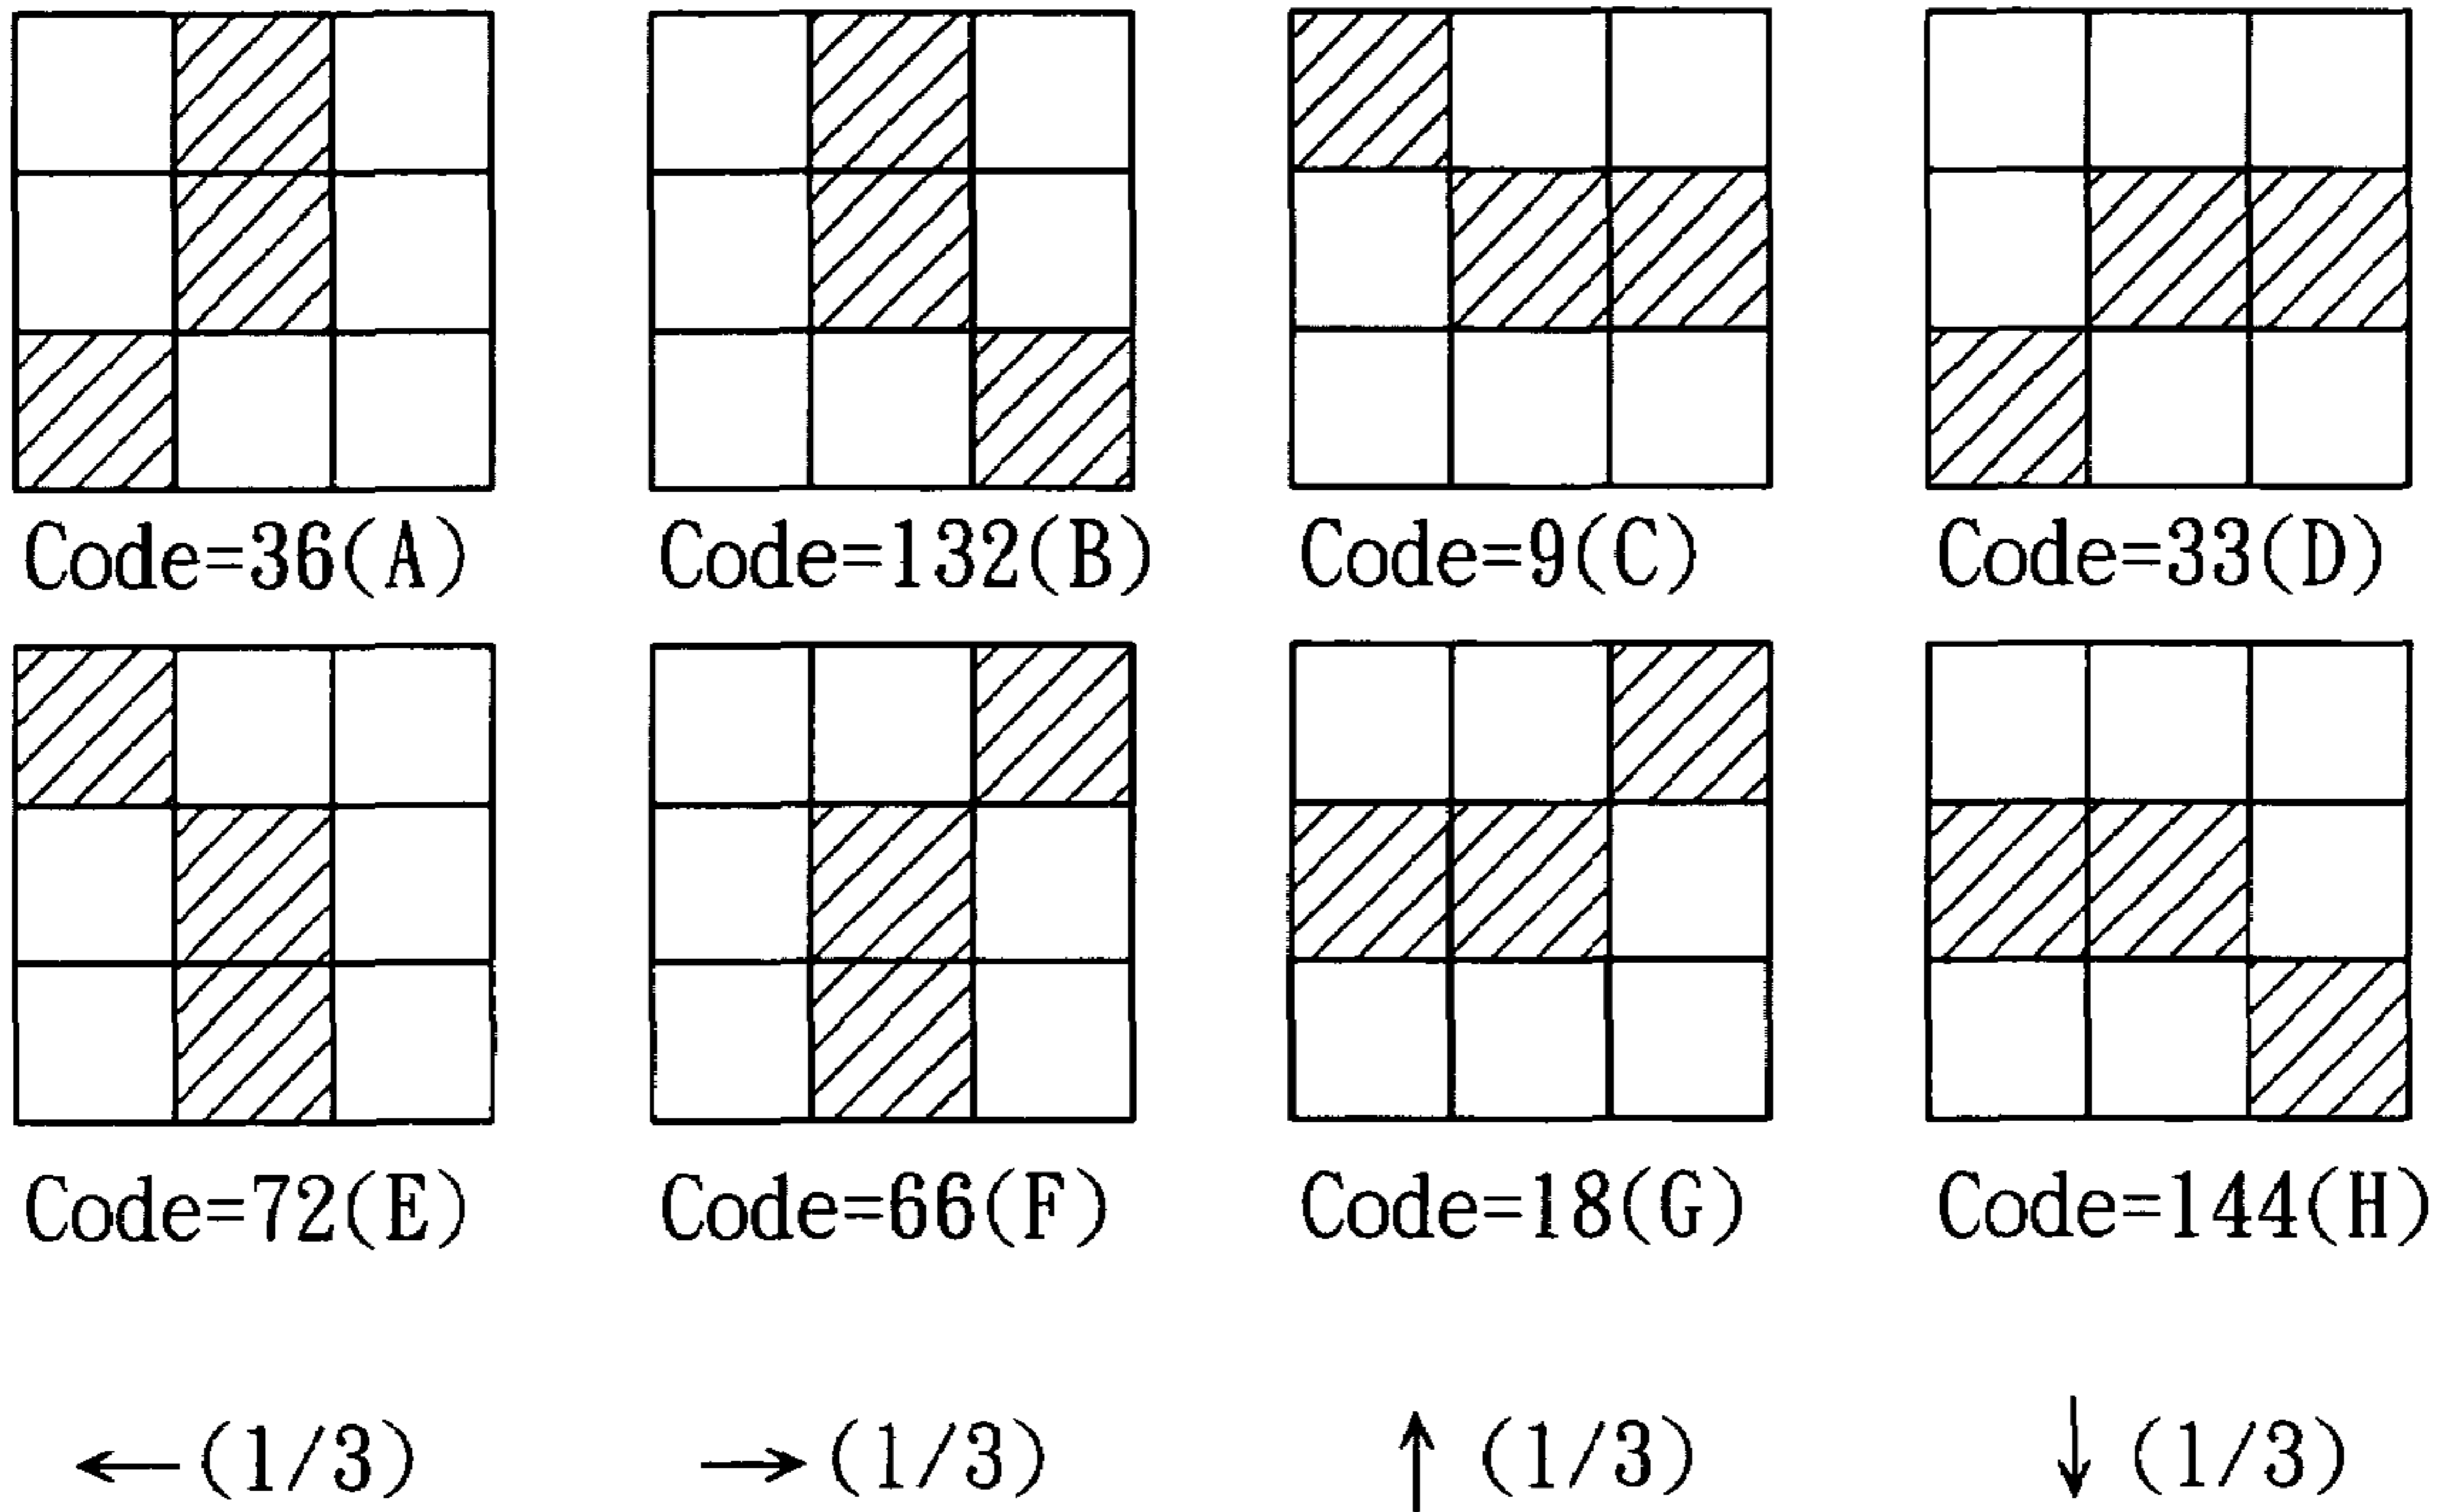 Code=36(A) Code=132(B) Code=9(C) Code=33(D)
Code=72(E) Code=66(F) Code=18(G) Code=144(H)
←(1/3) →(1/3) ↑(1/3) ↓(1/3)